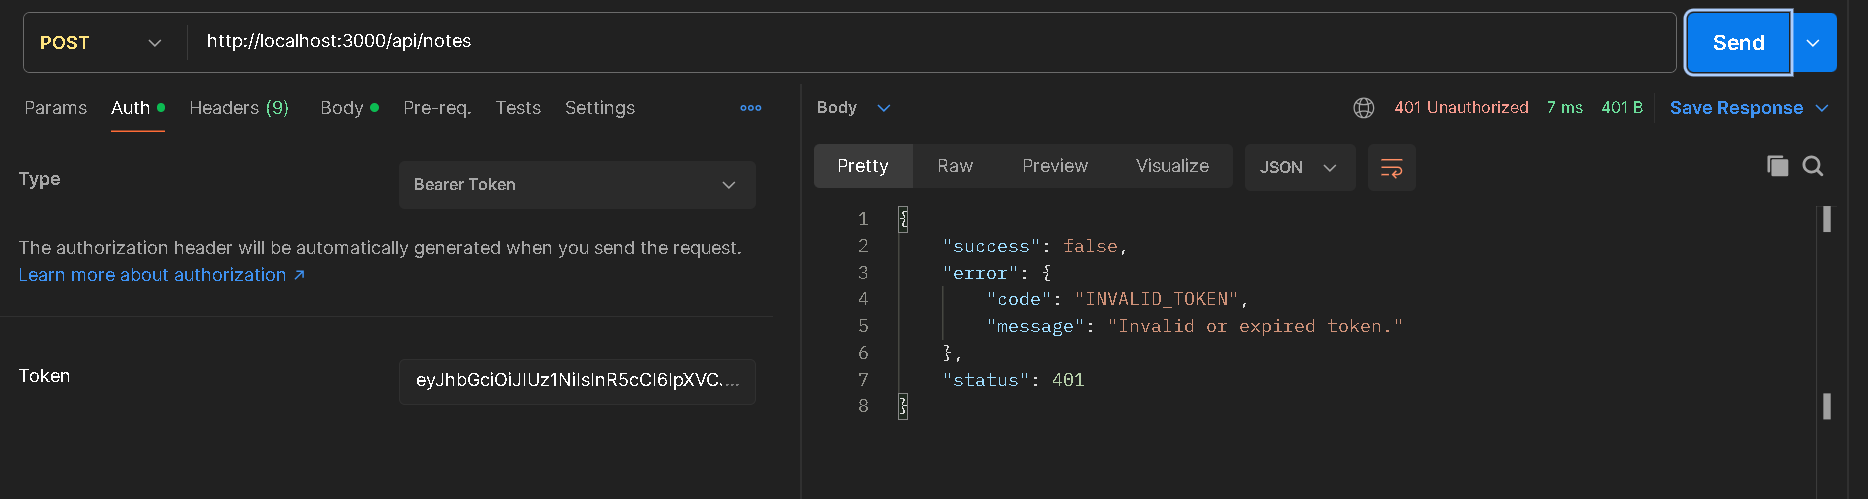 POST http://localhost:3000/api/notes Send
Params Auth Headers (9) Body Pre-req. Tests Settings
Type Bearer Token
The authorization header will be automatically generated when you send the request.
Learn more about authorization ↗
Token eyJhbGciOiJIUz1NiIsInR5cCI6IpXVC....
Body 401 Unauthorized 7 ms 401 B Save Response
Pretty Raw Preview Visualize JSON
1 {
2 "success": false,
3 "error": {
4 "code": "INVALID_TOKEN",
5 "message": "Invalid or expired token."
6 },
7 "status": 401
8 }